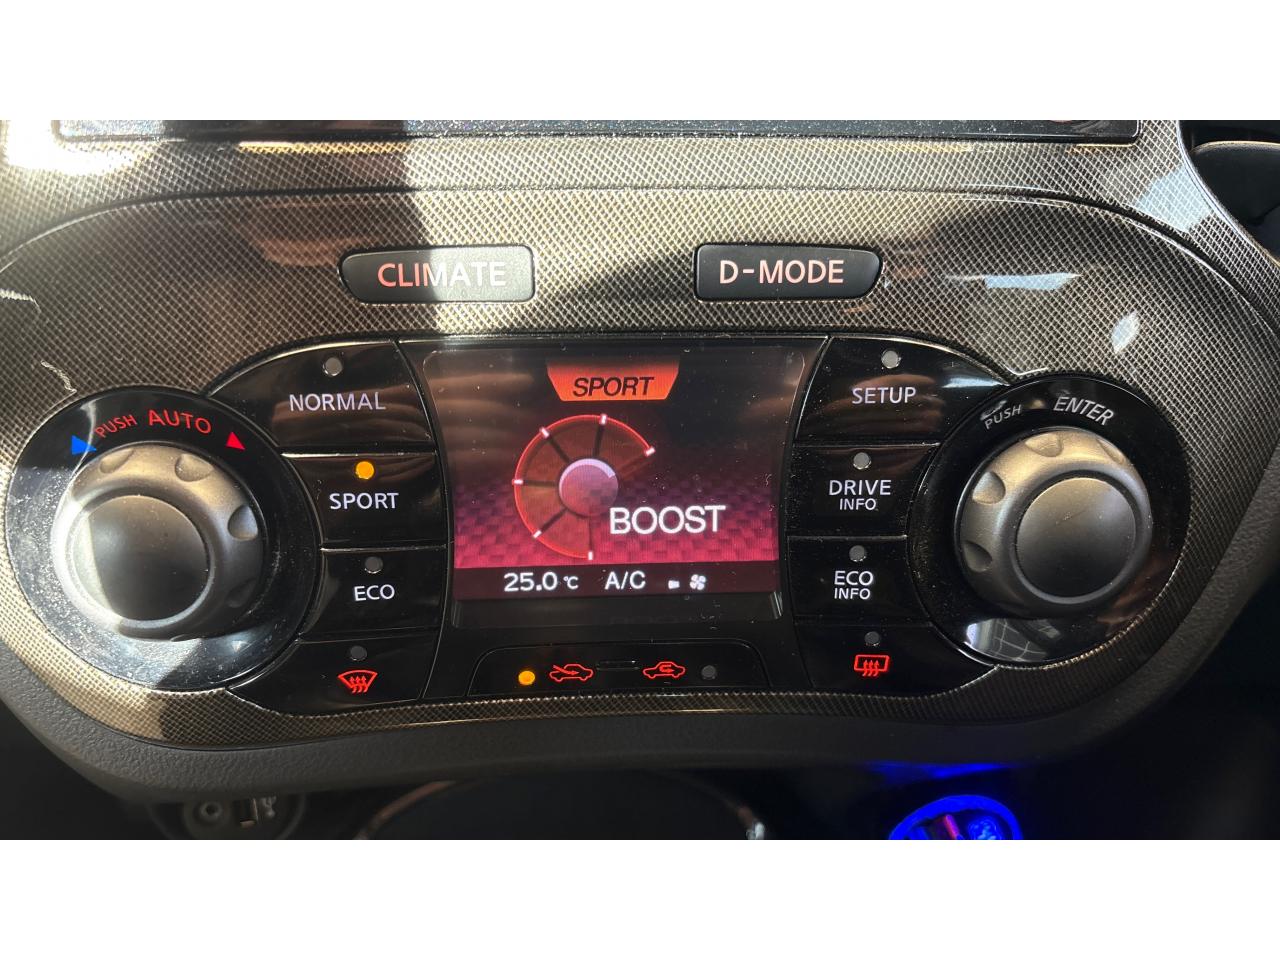 CLIMATE
D-MODE
NORMAL
SPORT
SETUP
PUSH AUTO
PUSH ENTER
SPORT
DRIVE
INFO
BOOST
ECO
25.0 °C A/C
ECO
INFO